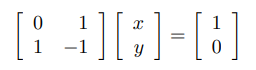 [ 0 1 ] [ x ] = [ 1 ]
[ 1 −1 ] [ y ] [ 0 ]